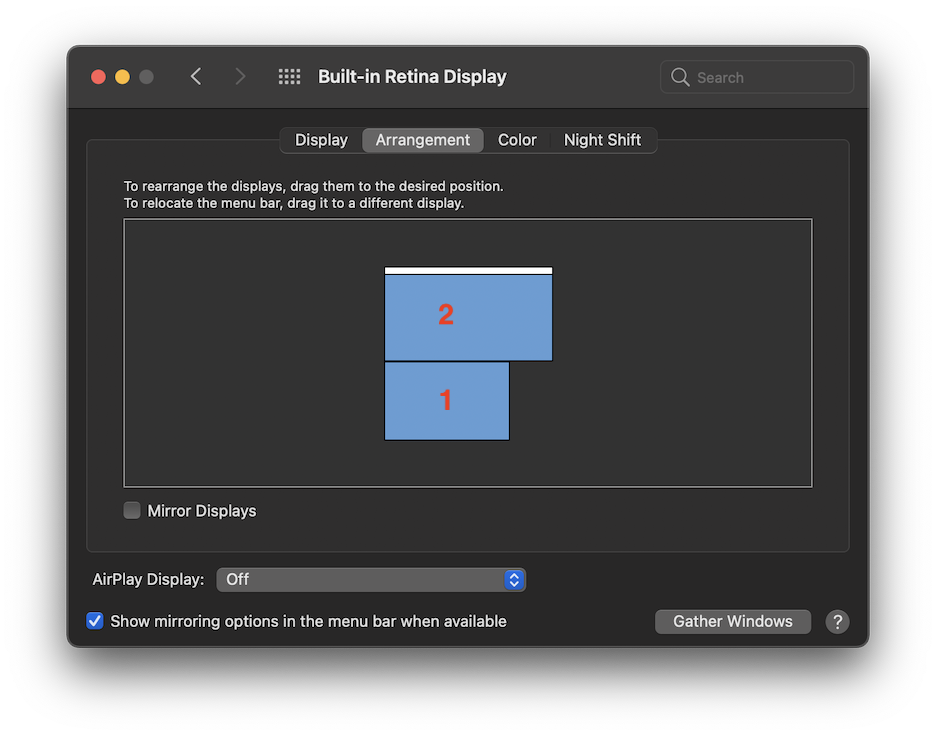 Built-in Retina Display
Search
Display
Arrangement
Color
Night Shift
To rearrange the displays, drag them to the desired position.
To relocate the menu bar, drag it to a different display.
2
1
Mirror Displays
AirPlay Display:
Off
Show mirroring options in the menu bar when available
Gather Windows
?